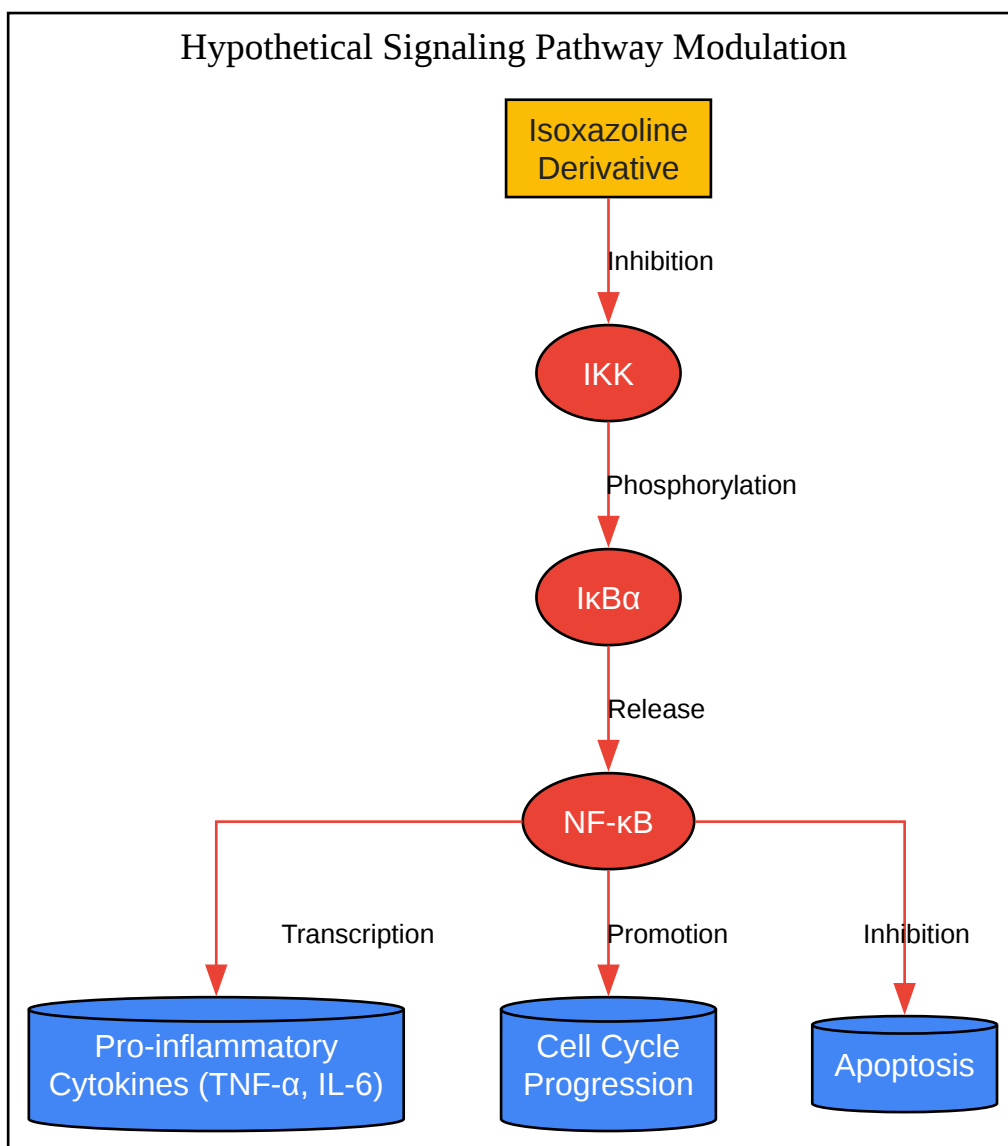 Hypothetical Signaling Pathway Modulation
Isoxazoline
Derivative
Inhibition
IKK
Phosphorylation
IκBα
Release
NF-κB
Transcription
Promotion
Inhibition
Pro-inflammatory
Cytokines (TNF-α, IL-6)
Cell Cycle
Progression
Apoptosis